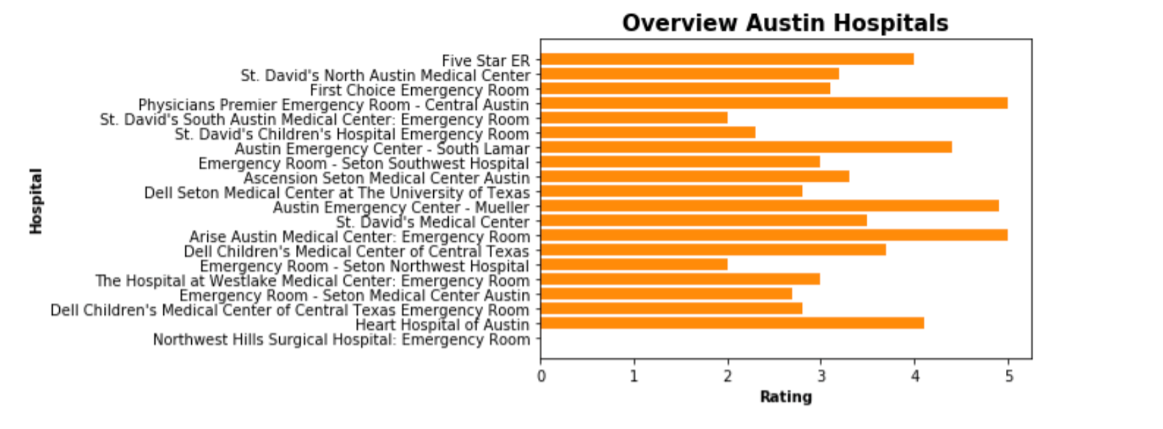 Overview Austin Hospitals
Five Star ER
St. David's North Austin Medical Center
First Choice Emergency Room
Physicians Premier Emergency Room - Central Austin
St. David's South Austin Medical Center: Emergency Room
St. David's Children's Hospital Emergency Room
Austin Emergency Center - South Lamar
Emergency Room - Seton Southwest Hospital
Ascension Seton Medical Center Austin
Dell Seton Medical Center at The University of Texas
Austin Emergency Center - Mueller
St. David's Medical Center
Arise Austin Medical Center: Emergency Room
Dell Children's Medical Center of Central Texas
Emergency Room - Seton Northwest Hospital
The Hospital at Westlake Medical Center: Emergency Room
Emergency Room - Seton Medical Center Austin
Dell Children's Medical Center of Central Texas Emergency Room
Heart Hospital of Austin
Northwest Hills Surgical Hospital: Emergency Room
Hospital
0 1 2 3 4 5
Rating